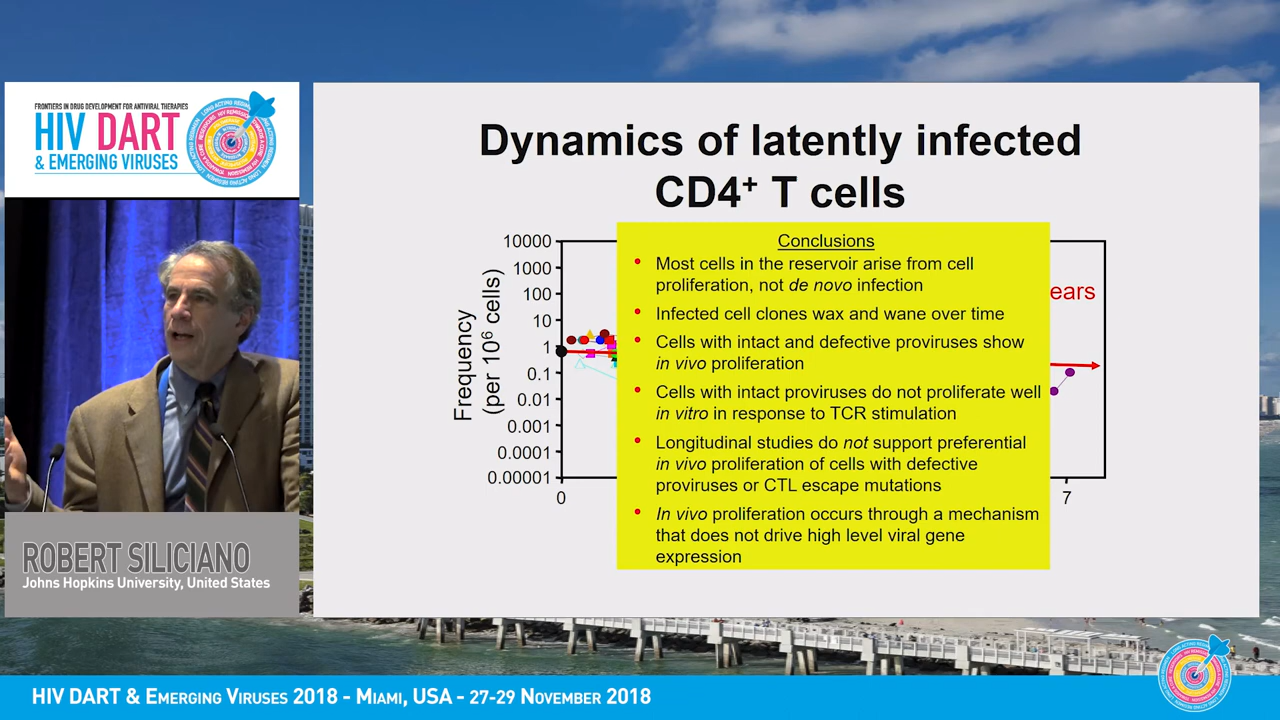 FRONTIERS IN DRUG DEVELOPMENT FOR ANTIVIRAL THERAPIES
HIV DART
& EMERGING VIRUSES
ROBERT SILICIANO
Johns Hopkins University, United States
Dynamics of latently infected
CD4⁺ T cells
Frequency
(per 10⁶ cells)
10000
1000
100
10
1
0.1
0.01
0.001
0.0001
0.00001
0
7
ears
Conclusions
• Most cells in the reservoir arise from cell
proliferation, not de novo infection
• Infected cell clones wax and wane over time
• Cells with intact and defective proviruses show
in vivo proliferation
• Cells with intact proviruses do not proliferate well
in vitro in response to TCR stimulation
• Longitudinal studies do not support preferential
in vivo proliferation of cells with defective
proviruses or CTL escape mutations
• In vivo proliferation occurs through a mechanism
that does not drive high level viral gene
expression
HIV DART & EMERGING VIRUSES 2018 - MIAMI, USA - 27-29 NOVEMBER 2018